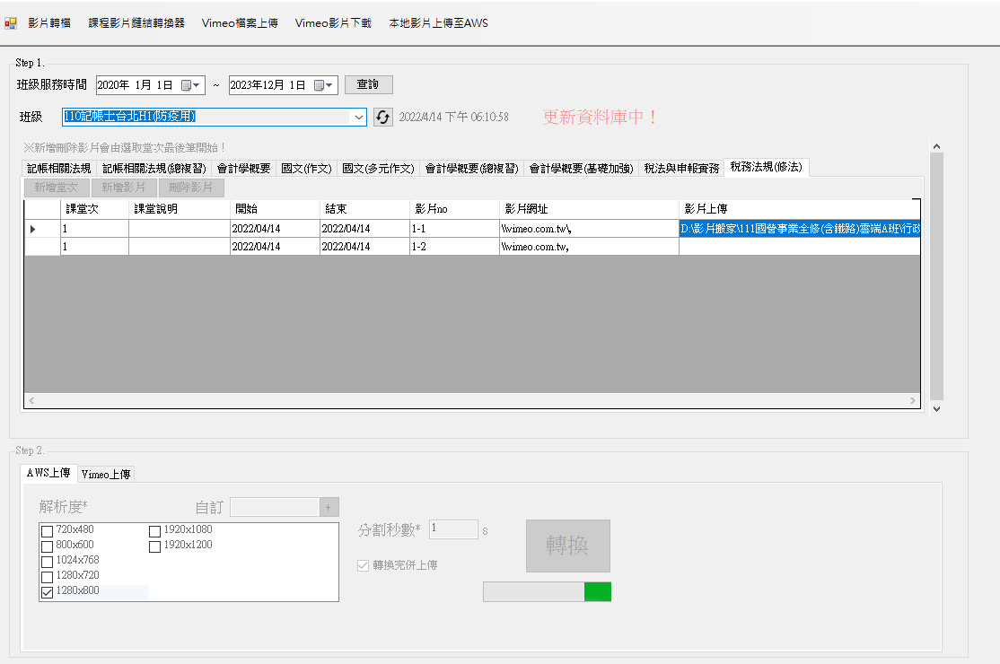 影片轉檔 課程影片鏈結轉換器 Vimeo檔案上傳 Vimeo影片下載 本地影片上傳至AWS
Step 1.
班級服務時間 2020年 1月 1日 ~ 2023年12月 1日 查詢
班級 110記帳士台北H1(防疫用) 2022/4/14 下午 06:10:58 更新資料庫中！
※新增刪除影片會由選取堂次最後筆開始！
記帳相關法規 記帳相關法規(總複習) 會計學概要 國文(作文) 國文(多元作文) 會計學概要(總複習) 會計學概要(基礎加強) 稅法與申報實務 稅務法規(修法)
新增堂次 新增影片 刪除影片
課堂次 課堂說明 開始 結束 影片no 影片網址 影片上傳
1 2022/04/14 2022/04/14 1-1 \\vimeo.com.tw\, D:\影片搬家\111國營事業全修(含鐵路)雲端A班\行政
1 2022/04/14 2022/04/14 1-2 \\vimeo.com.tw,
Step 2.
AWS上傳 Vimeo上傳
解析度* 自訂 +
720x480 1920x1080
800x600 1920x1200
1024x768
1280x720
1280x800
分割秒數* 1 s
轉換完併上傳
轉換